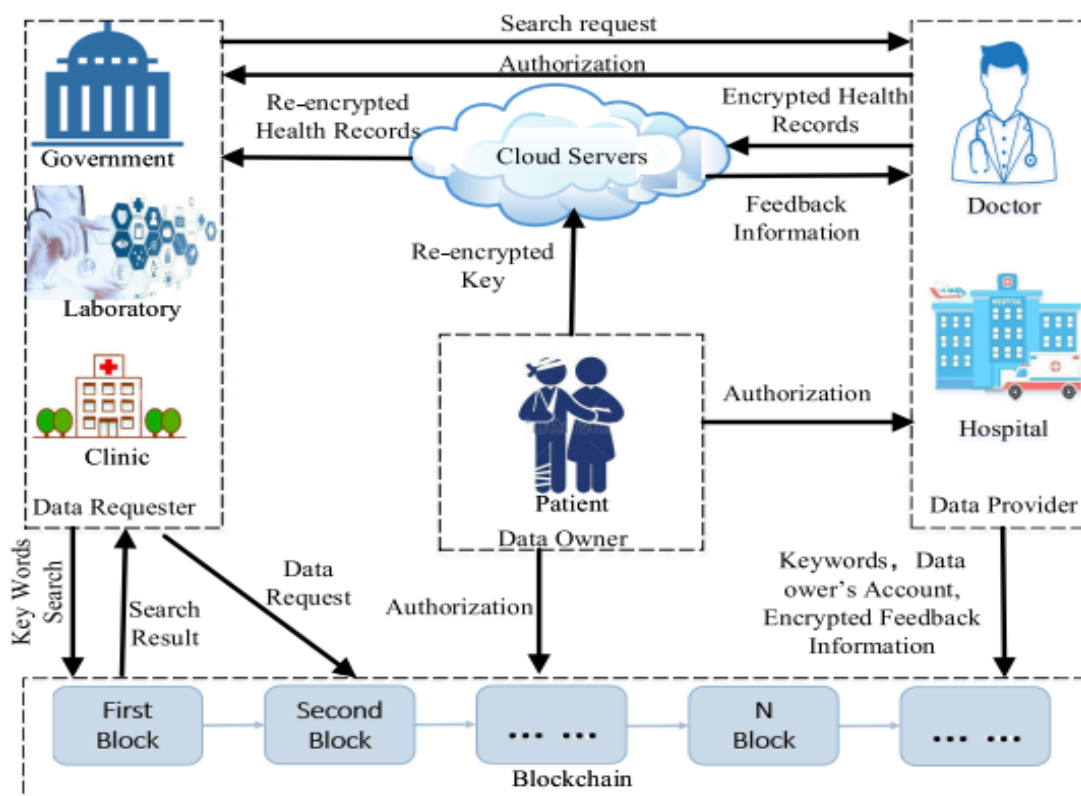 Search request
Authorization
Re-encrypted
Health Records
Encrypted Health
Records
Cloud Servers
Feedback
Information
Government
Laboratory
Clinic
Data Requester
Doctor
HOSPITAL
Hospital
Data Provider
Re-encrypted
Key
Authorization
Patient
Data Owner
Key Words
Search
Search
Result
Data
Request
Authorization
Keywords, Data
ower's Account,
Encrypted Feedback
Information
First
Block
Second
Block
... ...
N
Block
... ...
Blockchain